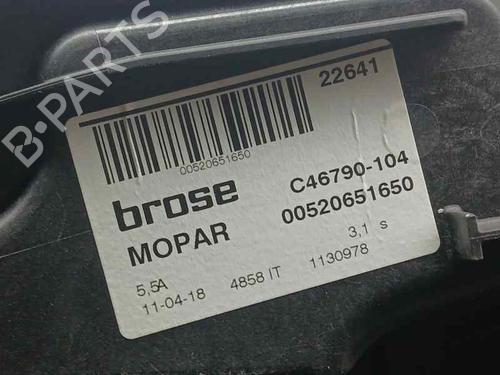 B-PARTS
22641
00520651650
brose
C46790-104
MOPAR
00520651650
5,5A
3,1 s
11-04-18
4858 IT
1130978